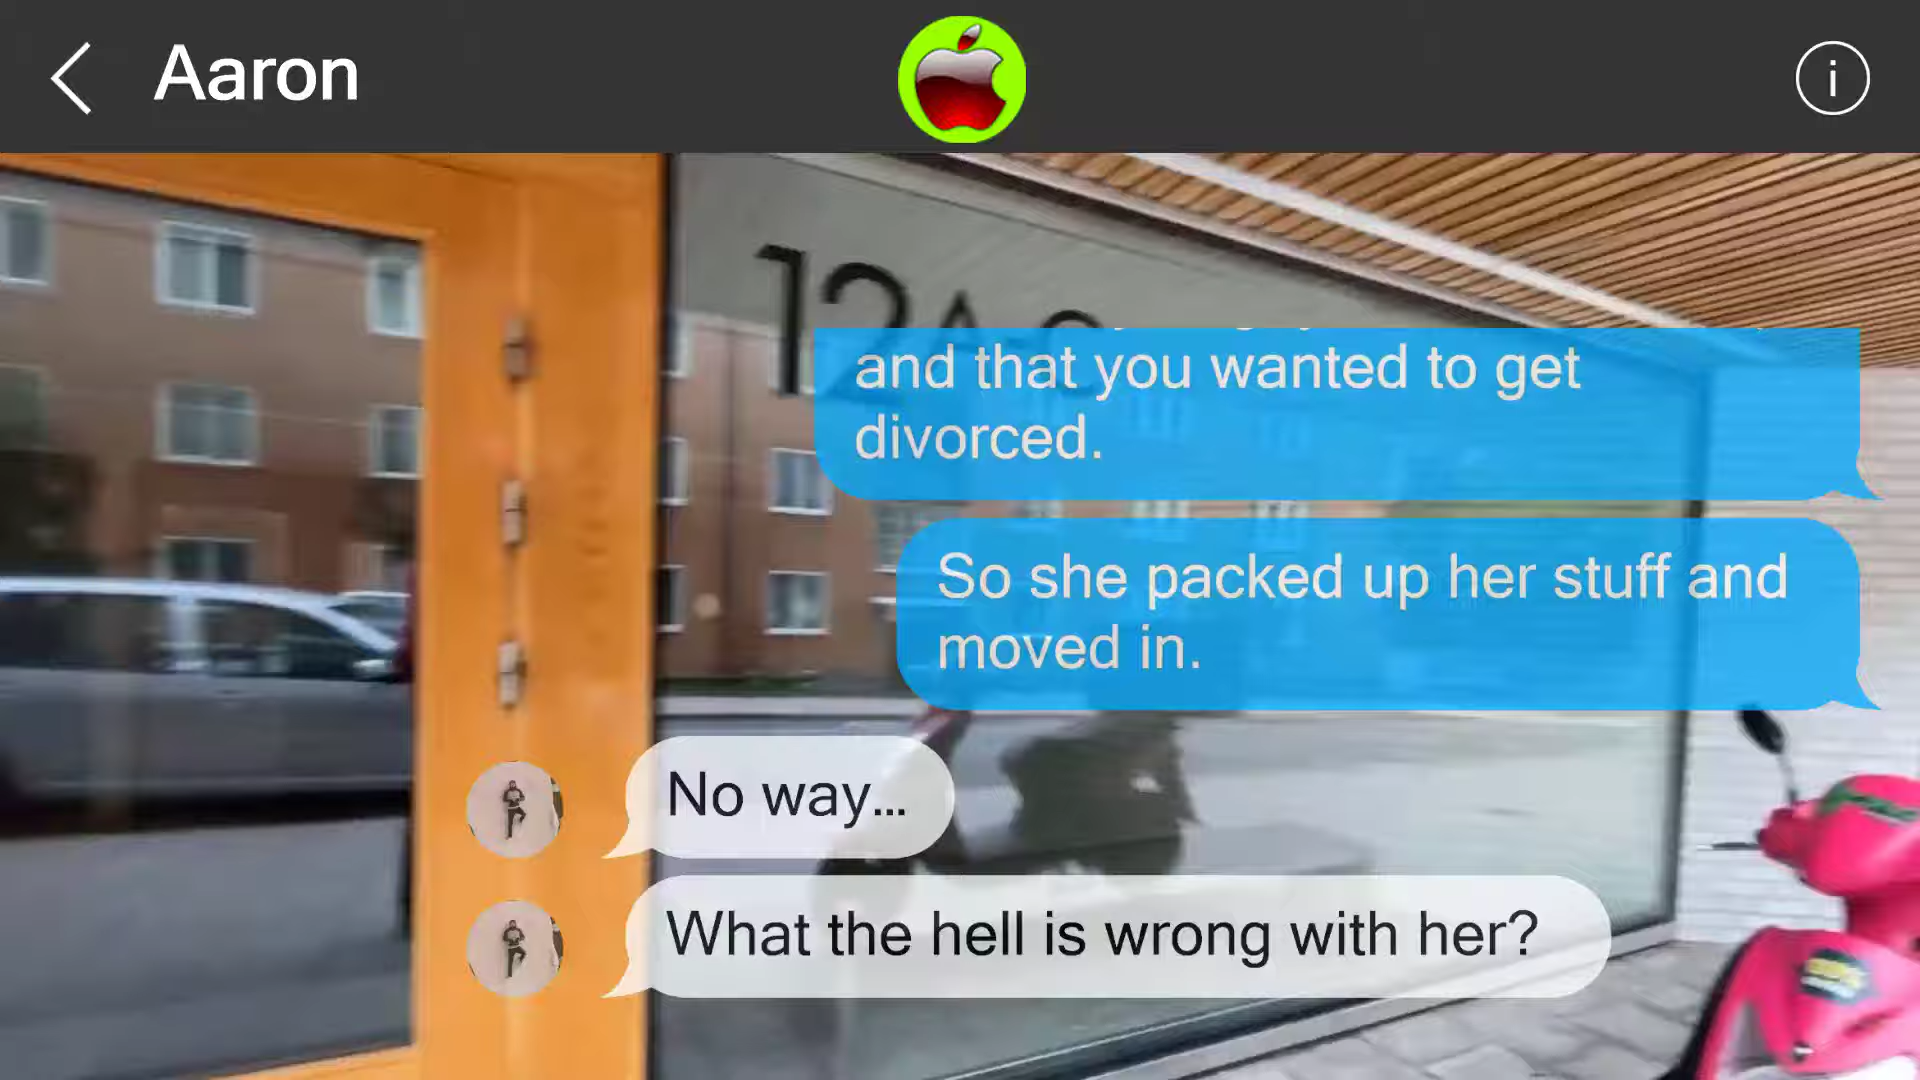 Aaron
i
12
and that you wanted to get
divorced.
So she packed up her stuff and
moved in.
No way...
What the hell is wrong with her?